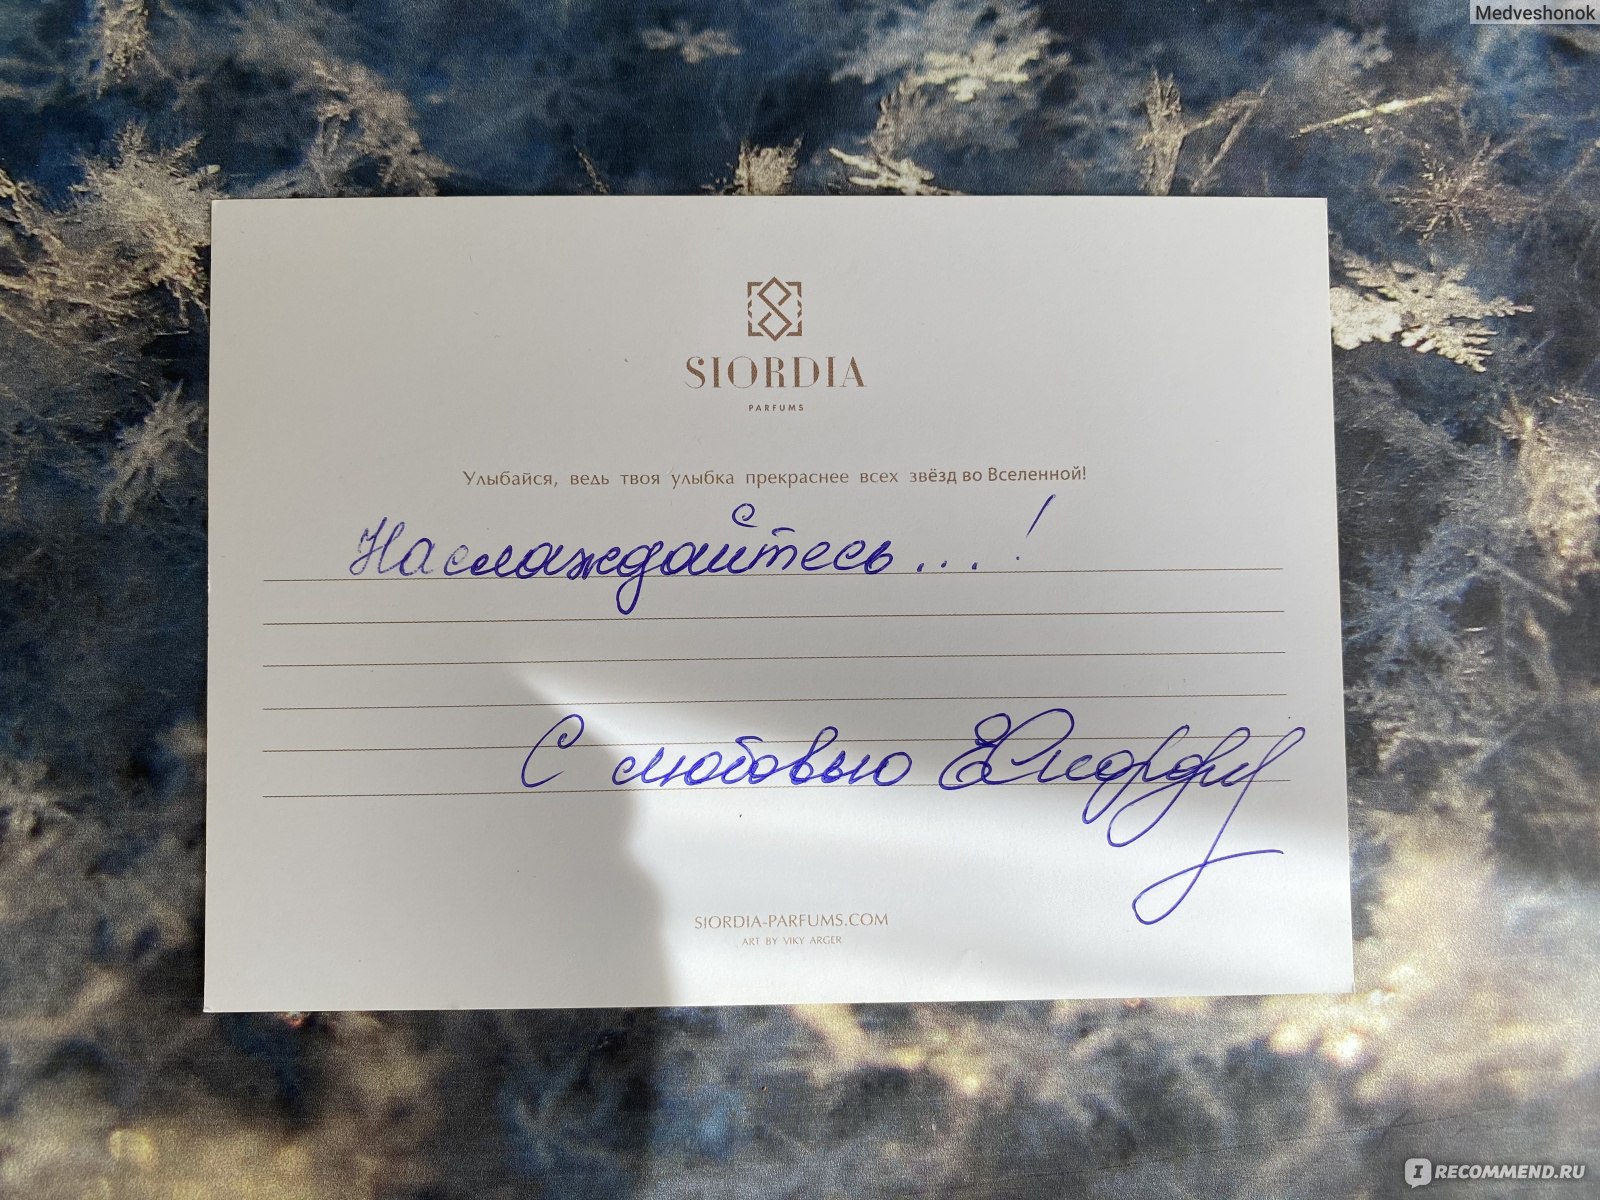 Medveshonok
SIORDIA
PARFUMS
Улыбайся, ведь твоя улыбка прекраснее всех звёзд во Вселенной!
Наслаждайтесь...!
С любовью
SIORDIA-PARFUMS.COM
ART BY VIKY ARGER
IRECOMMEND.RU